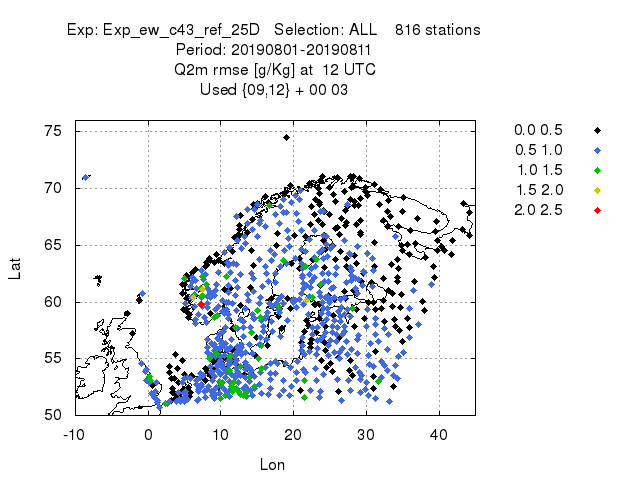 Exp: Exp_ew_c43_ref_25D Selection: ALL 816 stations
Period: 20190801-20190811
Q2m rmse [g/Kg] at 12 UTC
Used {09,12} + 00 03
0.0 0.5
0.5 1.0
1.0 1.5
1.5 2.0
2.0 2.5
75
70
65
60
55
50
Lat
-10 0 10 20 30 40
Lon